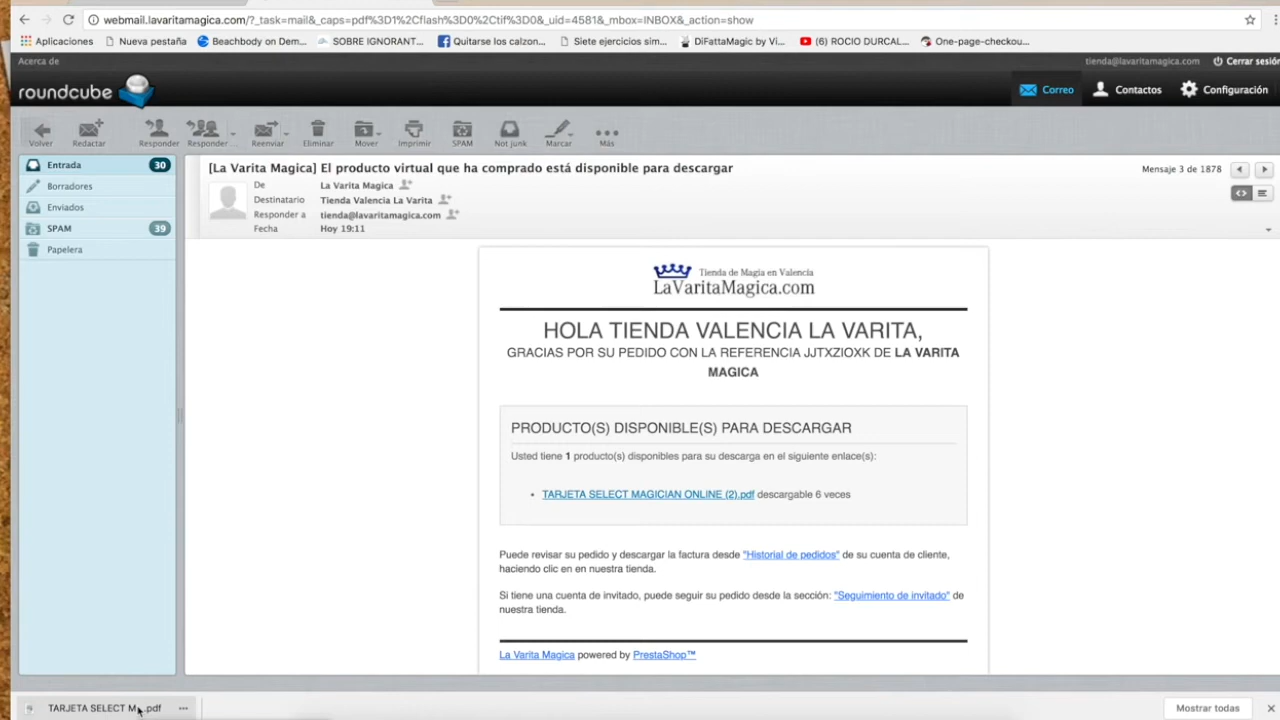 webmail.lavaritamagica.com/?_task=mail&_caps=pdf%3D1%2Cflash%3D0%2Ctif%3D0&_uid=4581&_mbox=INBOX&_action=show
Aplicaciones Nueva pestaña Beachbody on Dem... SOBRE IGNORANT... Quitarse los calzon... Siete ejercicios sim... DiFattaMagic by Vi... (6) ROCIO DURCAL... One-page-checkou...
Acerca de tienda@lavaritamagica.com Cerrar sesión
roundcube Correo Contactos Configuración
Volver Redactar Responder Responder ... Reenviar Eliminar Mover Imprimir SPAM Not junk Marcar Más
Entrada 30
Borradores
Enviados
SPAM 39
Papelera
[La Varita Magica] El producto virtual que ha comprado está disponible para descargar
Mensaje 3 de 1878
De La Varita Magica
Destinatario Tienda Valencia La Varita
Responder a tienda@lavaritamagica.com
Fecha Hoy 19:11
Tienda de Magia en Valencia
LaVaritaMagica.com
HOLA TIENDA VALENCIA LA VARITA,
GRACIAS POR SU PEDIDO CON LA REFERENCIA JJTXZIOXK DE LA VARITA
MAGICA
PRODUCTO(S) DISPONIBLE(S) PARA DESCARGAR
Usted tiene 1 producto(s) disponibles para su descarga en el siguiente enlace(s):
• TARJETA SELECT MAGICIAN ONLINE (2).pdf descargable 6 veces
Puede revisar su pedido y descargar la factura desde "Historial de pedidos" de su cuenta de cliente,
haciendo clic en en nuestra tienda.
Si tiene una cuenta de invitado, puede seguir su pedido desde la sección: "Seguimiento de invitado" de
nuestra tienda.
La Varita Magica powered by PrestaShop™
TARJETA SELECT M....pdf Mostrar todas